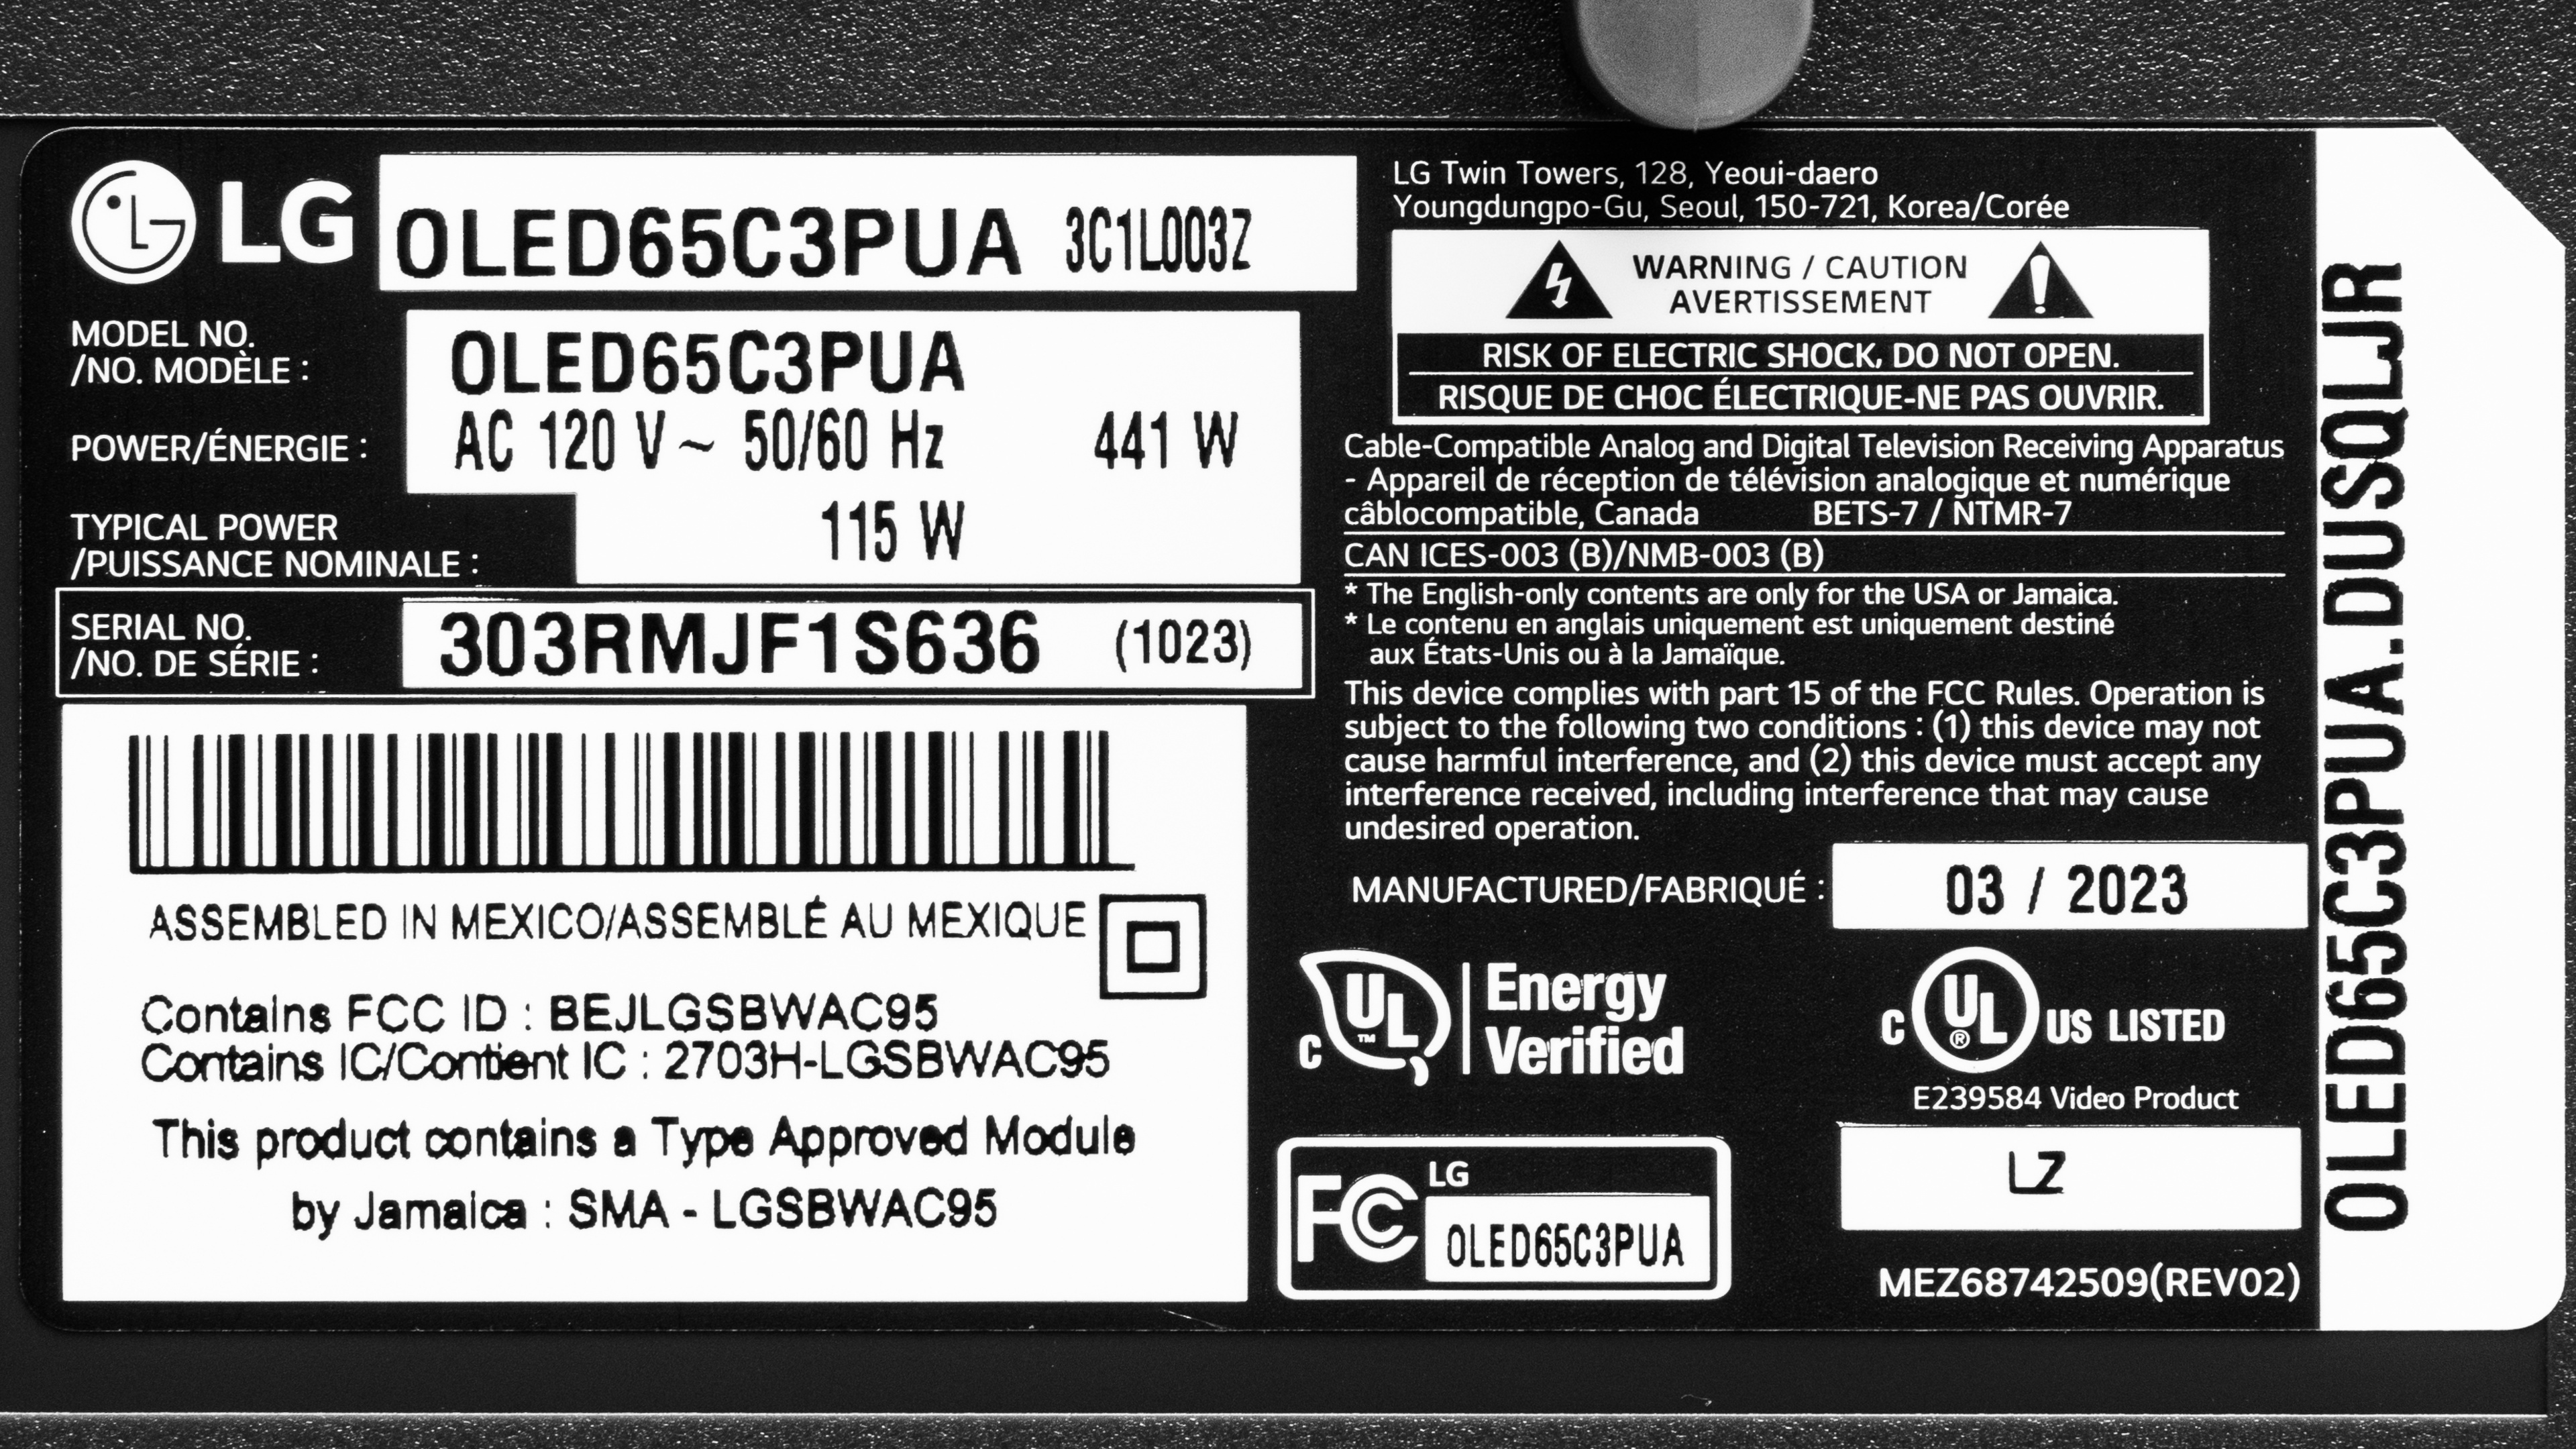 LG OLED65C3PUA 3C1L003Z
MODEL NO.
/NO. MODÈLE : OLED65C3PUA
POWER/ÉNERGIE : AC 120 V ~ 50/60 Hz 441 W
TYPICAL POWER
/PUISSANCE NOMINALE : 115 W
SERIAL NO.
/NO. DE SÉRIE : 303RMJF1S636 (1023)
ASSEMBLED IN MEXICO/ASSEMBLÉ AU MEXIQUE
Contains FCC ID : BEJLGSBWAC95
Contains IC/Contient IC : 2703H-LGSBWAC95
This product contains a Type Approved Module
by Jamaica : SMA - LGSBWAC95
LG Twin Towers, 128, Yeoui-daero
Youngdungpo-Gu, Seoul, 150-721, Korea/Corée
WARNING / CAUTION
AVERTISSEMENT
RISK OF ELECTRIC SHOCK, DO NOT OPEN.
RISQUE DE CHOC ÉLECTRIQUE-NE PAS OUVRIR.
Cable-Compatible Analog and Digital Television Receiving Apparatus
- Appareil de réception de télévision analogique et numérique
câblocompatible, Canada BETS-7 / NTMR-7
CAN ICES-003 (B)/NMB-003 (B)
* The English-only contents are only for the USA or Jamaica.
* Le contenu en anglais uniquement est uniquement destiné
aux États-Unis ou à la Jamaïque.
This device complies with part 15 of the FCC Rules. Operation is
subject to the following two conditions : (1) this device may not
cause harmful interference, and (2) this device must accept any
interference received, including interference that may cause
undesired operation.
MANUFACTURED/FABRIQUÉ : 03 / 2023
C UL ™ Energy
Verified
C UL ® US LISTED
E239584 Video Product
FC LG
OLED65C3PUA
LZ
MEZ68742509(REV02)
OLED65C3PUA.DUSQLJR